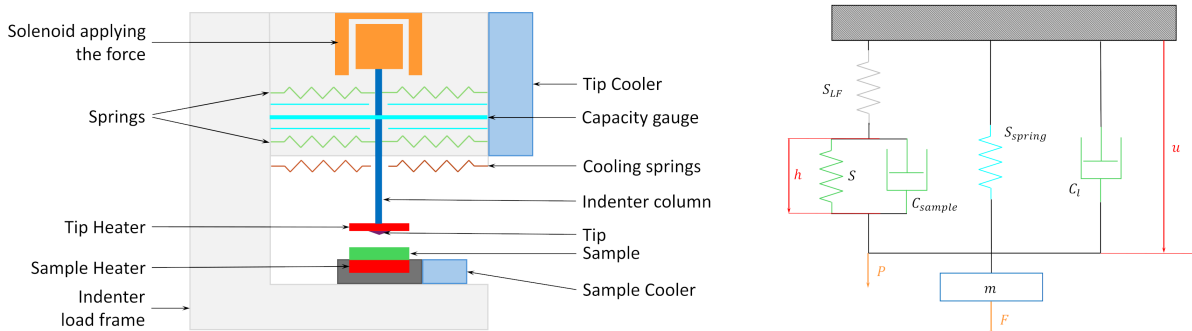 Solenoid applying
the force
Springs
Tip Heater
Sample Heater
Indenter
load frame
Tip Cooler
Capacity gauge
Cooling springs
Indenter column
Tip
Sample
Sample Cooler
S_LF
h
S
C_sample
S_spring
C_l
u
P
m
F